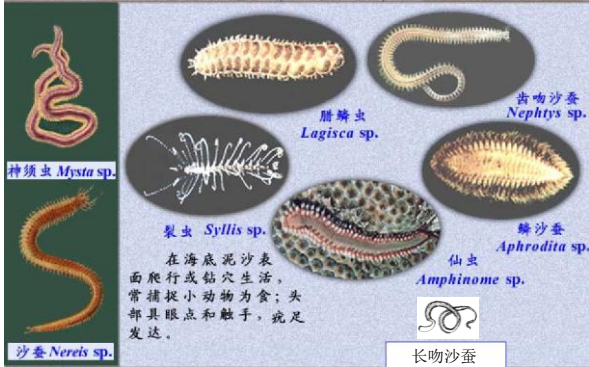 神须虫 Mysta sp.
沙蚕 Nereis sp.
腊鳞虫
Lagisca sp.
齿吻沙蚕
Nephtys sp.
裂虫 Syllis sp.
鳞沙蚕
Aphrodita sp.
仙虫
Amphinome sp.
在海底泥沙表
面爬行或钻穴生活，
常捕捉小动物为食；头
部具眼点和触手，疣足
发达。
长吻沙蚕